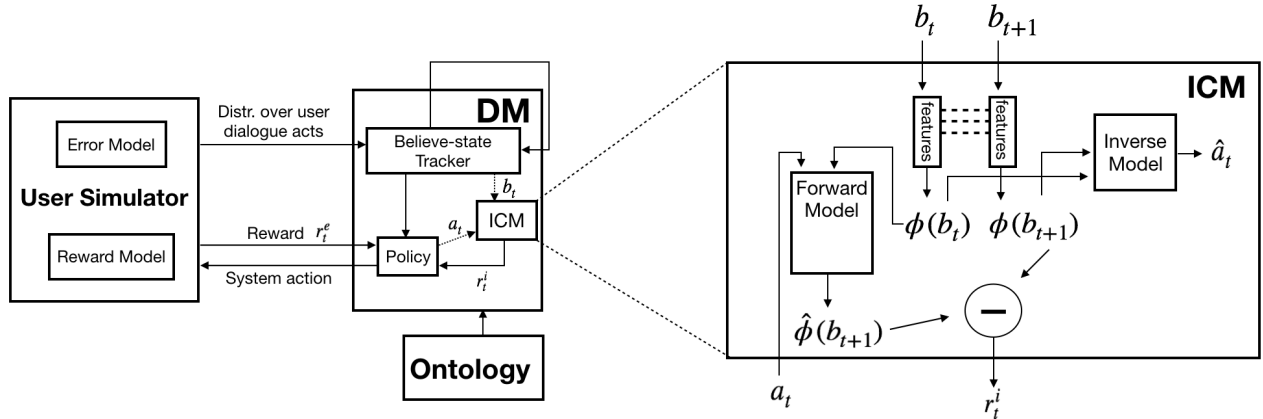 User Simulator
Error Model
Reward Model
Distr. over user
dialogue acts
Reward r_t^e
System action
DM
Believe-state
Tracker
b_t
ICM
a_t
Policy
r_t^i
Ontology
b_t
b_{t+1}
ICM
features
features
Inverse
Model
â_t
Forward
Model
ϕ(b_t)
ϕ(b_{t+1})
ϕ̂(b_{t+1})
−
a_t
r_t^i